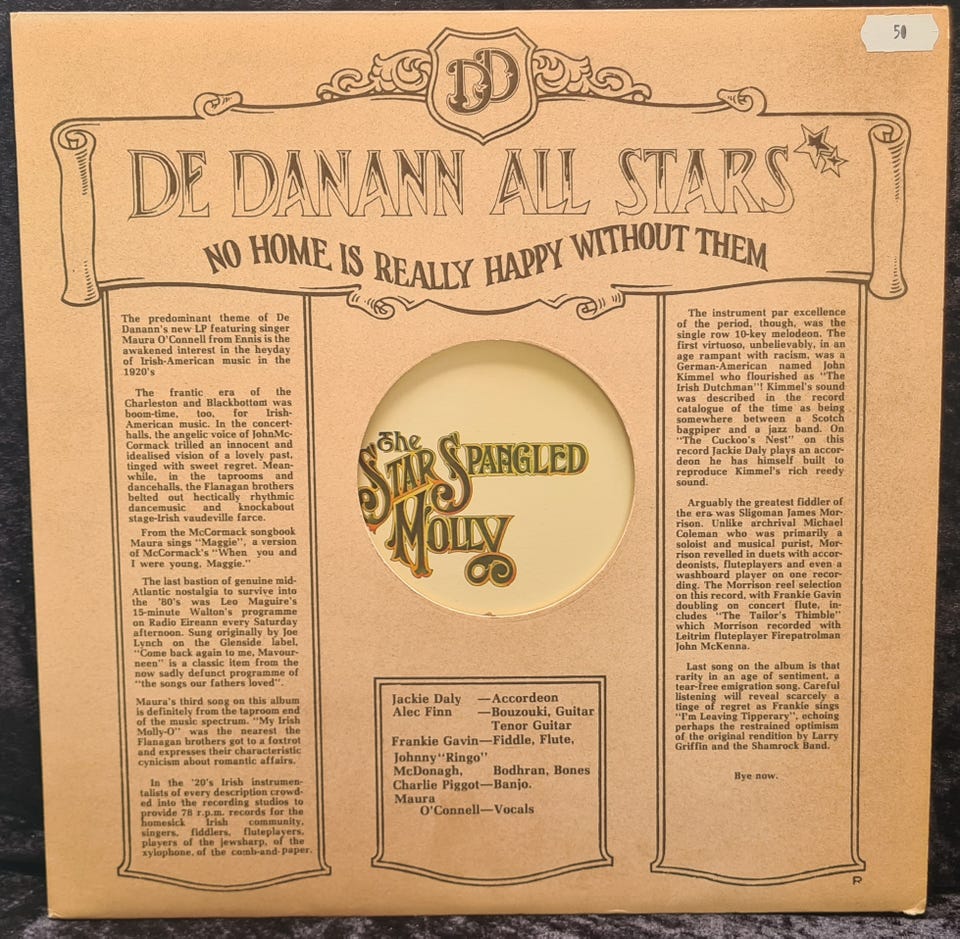 50
DD
DE DANANN ALL STARS
NO HOME IS REALLY HAPPY WITHOUT THEM
The predominant theme of De
Danann's new LP featuring singer
Maura O'Connell from Ennis is the
awakened interest in the heyday
of Irish-American music in the
1920's
The frantic era of the
Charleston and Blackbottom was
boom-time, too, for Irish-
American music. In the concert-
halls, the angelic voice of JohnMc-
Cormack trilled an innocent and
idealised vision of a lovely past,
tinged with sweet regret. Mean-
while, in the taprooms and
dancehalls, the Flanagan brothers
belted out hectically rhythmic
dancemusic and knockabout
stage-Irish vaudeville farce.
From the McCormack songbook
Maura sings "Maggie", a version
of McCormack's "When you and
I were young, Maggie."
The last bastion of genuine mid-
Atlantic nostalgia to survive into
the '80's was Leo Maguire's
15-minute Walton's programme
on Radio Eireann every Saturday
afternoon. Sung originally by Joe
Lynch on the Glenside label,
"Come back again to me, Mavour-
neen" is a classic item from the
now sadly defunct programme of
"the songs our fathers loved".
Maura's third song on this album
is definitely from the taproom end
of the music spectrum. "My Irish
Molly-O" was the nearest the
Flanagan brothers got to a foxtrot
and expresses their characteristic
cynicism about romantic affairs.
In the '20's Irish instrumen-
talists of every description crowd-
ed into the recording studios to
provide 78 r.p.m. records for the
homesick Irish community,
singers, fiddlers, fluteplayers,
players of the jewsharp, of the
xylophone, of the comb-and-paper.
The
STAR SPANGLED
MOLLY
Jackie Daly —Accordeon
Alec Finn —Bouzouki, Guitar
Tenor Guitar
Frankie Gavin—Fiddle, Flute,
Johnny"Ringo"
McDonagh, Bodhran, Bones
Charlie Piggot—Banjo.
Maura
O'Connell—Vocals
The instrument par excellence
of the period, though, was the
single row 10-key melodeon. The
first virtuoso, unbelievably, in an
age rampant with racism, was a
German-American named John
Kimmel who flourished as "The
Irish Dutchman"! Kimmel's sound
was described in the record
catalogue of the time as being
somewhere between a Scotch
bagpiper and a jazz band. On
"The Cuckoo's Nest" on this
record Jackie Daly plays an accor-
deon he has himself built to
reproduce Kimmel's rich reedy
sound.
Arguably the greatest fiddler of
the era was Sligoman James Mor-
rison. Unlike archrival Michael
Coleman who was primarily a
soloist and musical purist, Mor-
rison revelled in duets with accor-
deonists, fluteplayers and even a
washboard player on one recor-
ding. The Morrison reel selection
on this record, with Frankie Gavin
doubling on concert flute, in-
cludes "The Tailor's Thimble"
which Morrison recorded with
Leitrim fluteplayer Firepatrolman
John McKenna.
Last song on the album is that
rarity in an age of sentiment, a
tear-free emigration song. Careful
listening will reveal scarcely a
tinge of regret as Frankie sings
"I'm Leaving Tipperary", echoing
perhaps the restrained optimism
of the original rendition by Larry
Griffin and the Shamrock Band.
Bye now.
R